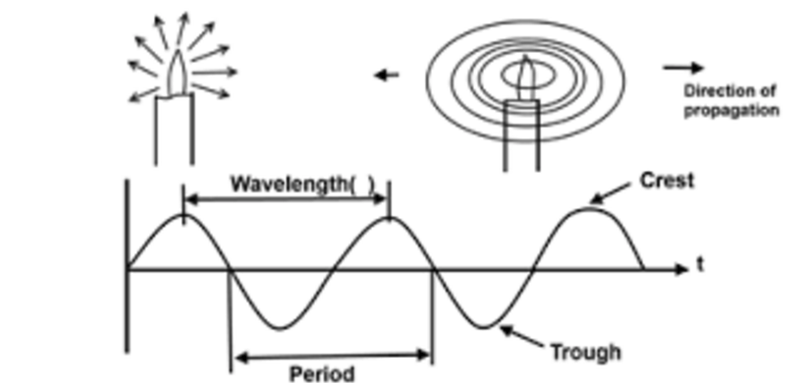 Direction of
propagation
Wavelength( )
Crest
t
Trough
Period